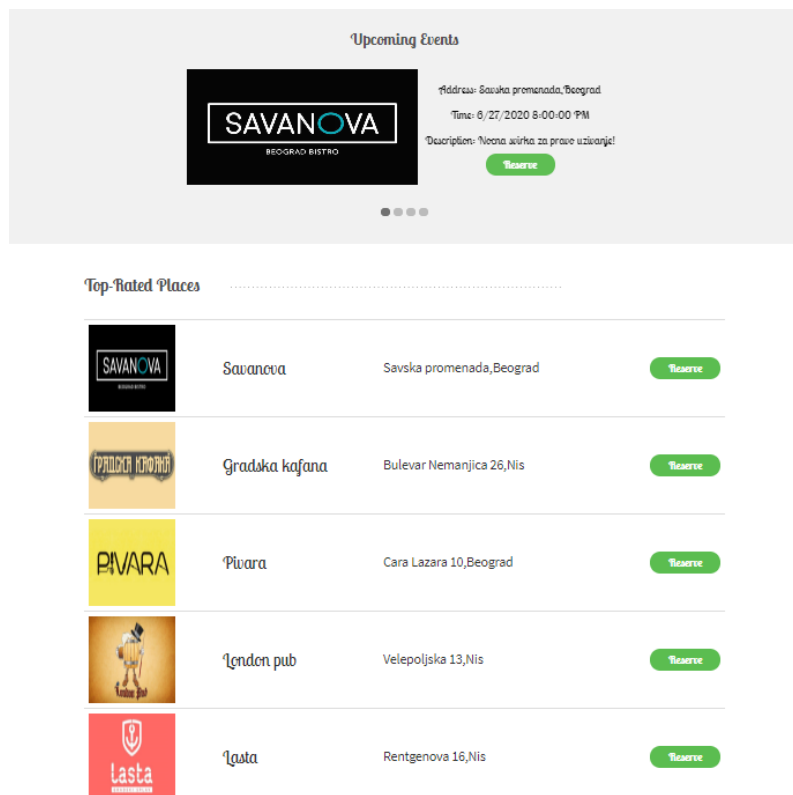 Upcoming Events
SAVANOVA
BEOGRAD BISTRO
Address: Savska promenada,Beograd
Time: 6/27/2020 8:00:00 PM
Description: Nocna svirka za pravo uzivanje!
Reserve
Top-Rated Places
SAVANOVA
BEOGRAD BISTRO
Savanova
Savska promenada,Beograd
Reserve
ГРАДСКА КАФАНА
Gradska kafana
Bulevar Nemanjica 26,Nis
Reserve
PIVARA
Pivara
Cara Lazara 10,Beograd
Reserve
London Pub
London pub
Velepoljska 13,Nis
Reserve
Lasta
Lasta
Rentgenova 16,Nis
Reserve